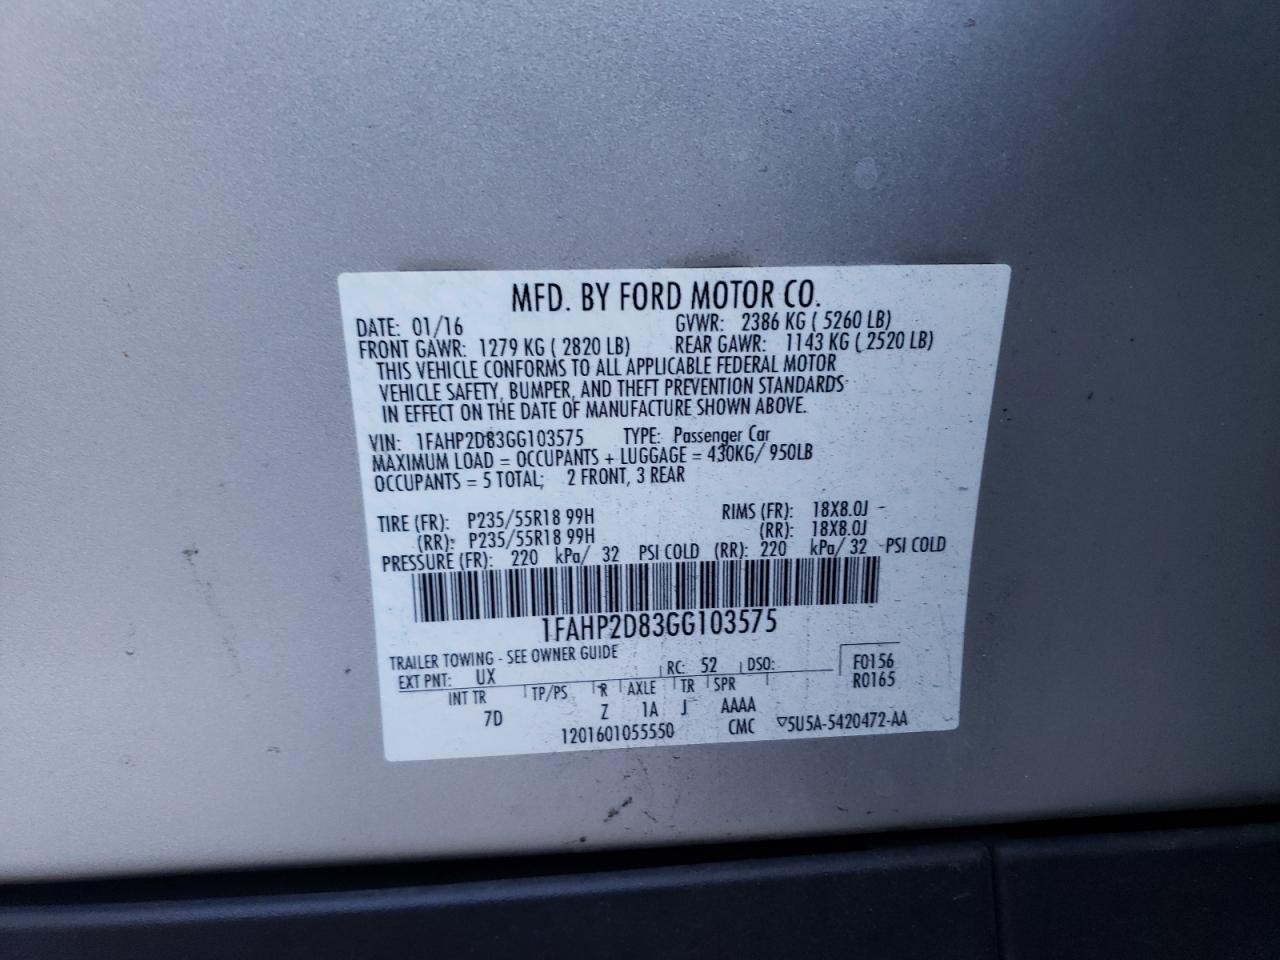 MFD. BY FORD MOTOR CO.
DATE: 01/16 GVWR: 2386 KG ( 5260 LB)
FRONT GAWR: 1279 KG ( 2820 LB) REAR GAWR: 1143 KG ( 2520 LB)
THIS VEHICLE CONFORMS TO ALL APPLICABLE FEDERAL MOTOR
VEHICLE SAFETY, BUMPER, AND THEFT PREVENTION STANDARDS
IN EFFECT ON THE DATE OF MANUFACTURE SHOWN ABOVE.
VIN: 1FAHP2D83GG103575 TYPE: Passenger Car
MAXIMUM LOAD = OCCUPANTS + LUGGAGE = 430KG/ 950LB
OCCUPANTS = 5 TOTAL; 2 FRONT, 3 REAR
TIRE (FR): P235/55R18 99H RIMS (FR): 18X8.0J
(RR): P235/55R18 99H (RR): 18X8.0J
PRESSURE (FR): 220 kPa/ 32 PSI COLD (RR): 220 kPa/ 32 PSI COLD
1FAHP2D83GG103575
TRAILER TOWING - SEE OWNER GUIDE
EXT PNT: UX RC: 52 DSO: F0156
INT TR TP/PS R AXLE TR SPR R0165
7D Z 1A J AAAA
1201601055550 CMC ▽5U5A-5420472-AA